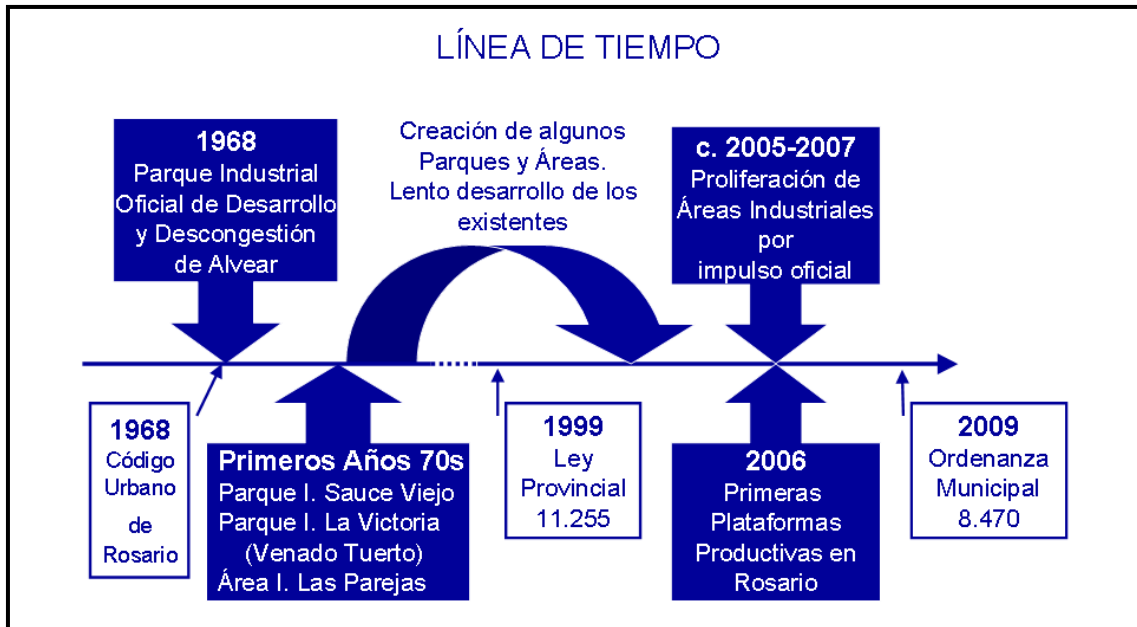 LÍNEA DE TIEMPO
1968
Parque Industrial
Oficial de Desarrollo
y Descongestión
de Alvear
Creación de algunos
Parques y Áreas.
Lento desarrollo de los
existentes
c. 2005-2007
Proliferación de
Áreas Industriales
por
impulso oficial
1968
Código
Urbano
de
Rosario
Primeros Años 70s
Parque I. Sauce Viejo
Parque I. La Victoria
(Venado Tuerto)
Área I. Las Parejas
1999
Ley
Provincial
11.255
2006
Primeras
Plataformas
Productivas en
Rosario
2009
Ordenanza
Municipal
8.470